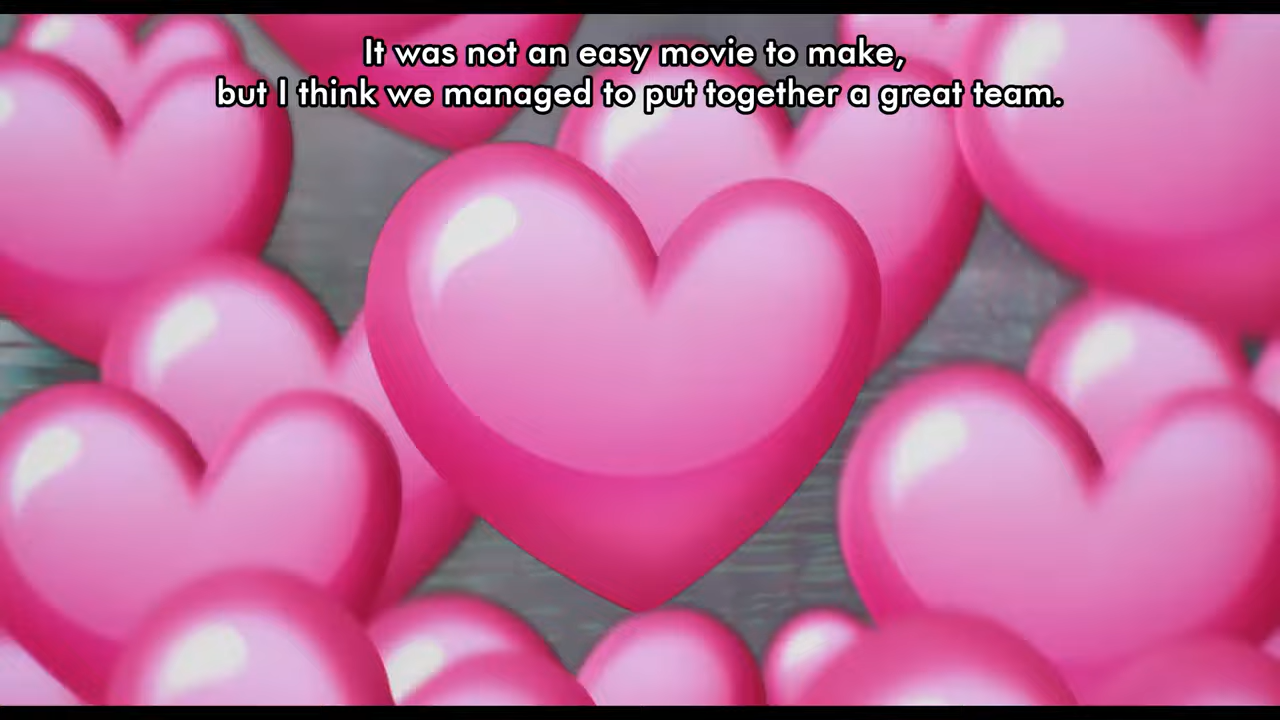 It was not an easy movie to make,
but I think we managed to put together a great team.